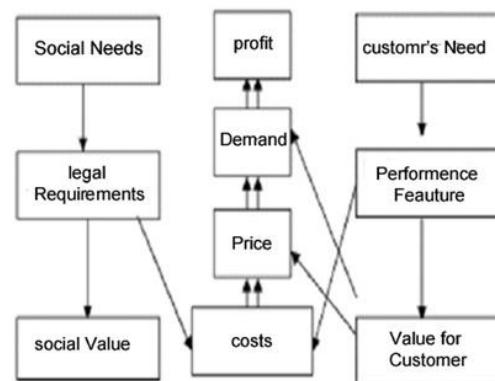 Social Needs
profit
customr's Need
Demand
legal
Requirements
Performence
Feauture
Price
social Value
costs
Value for
Customer